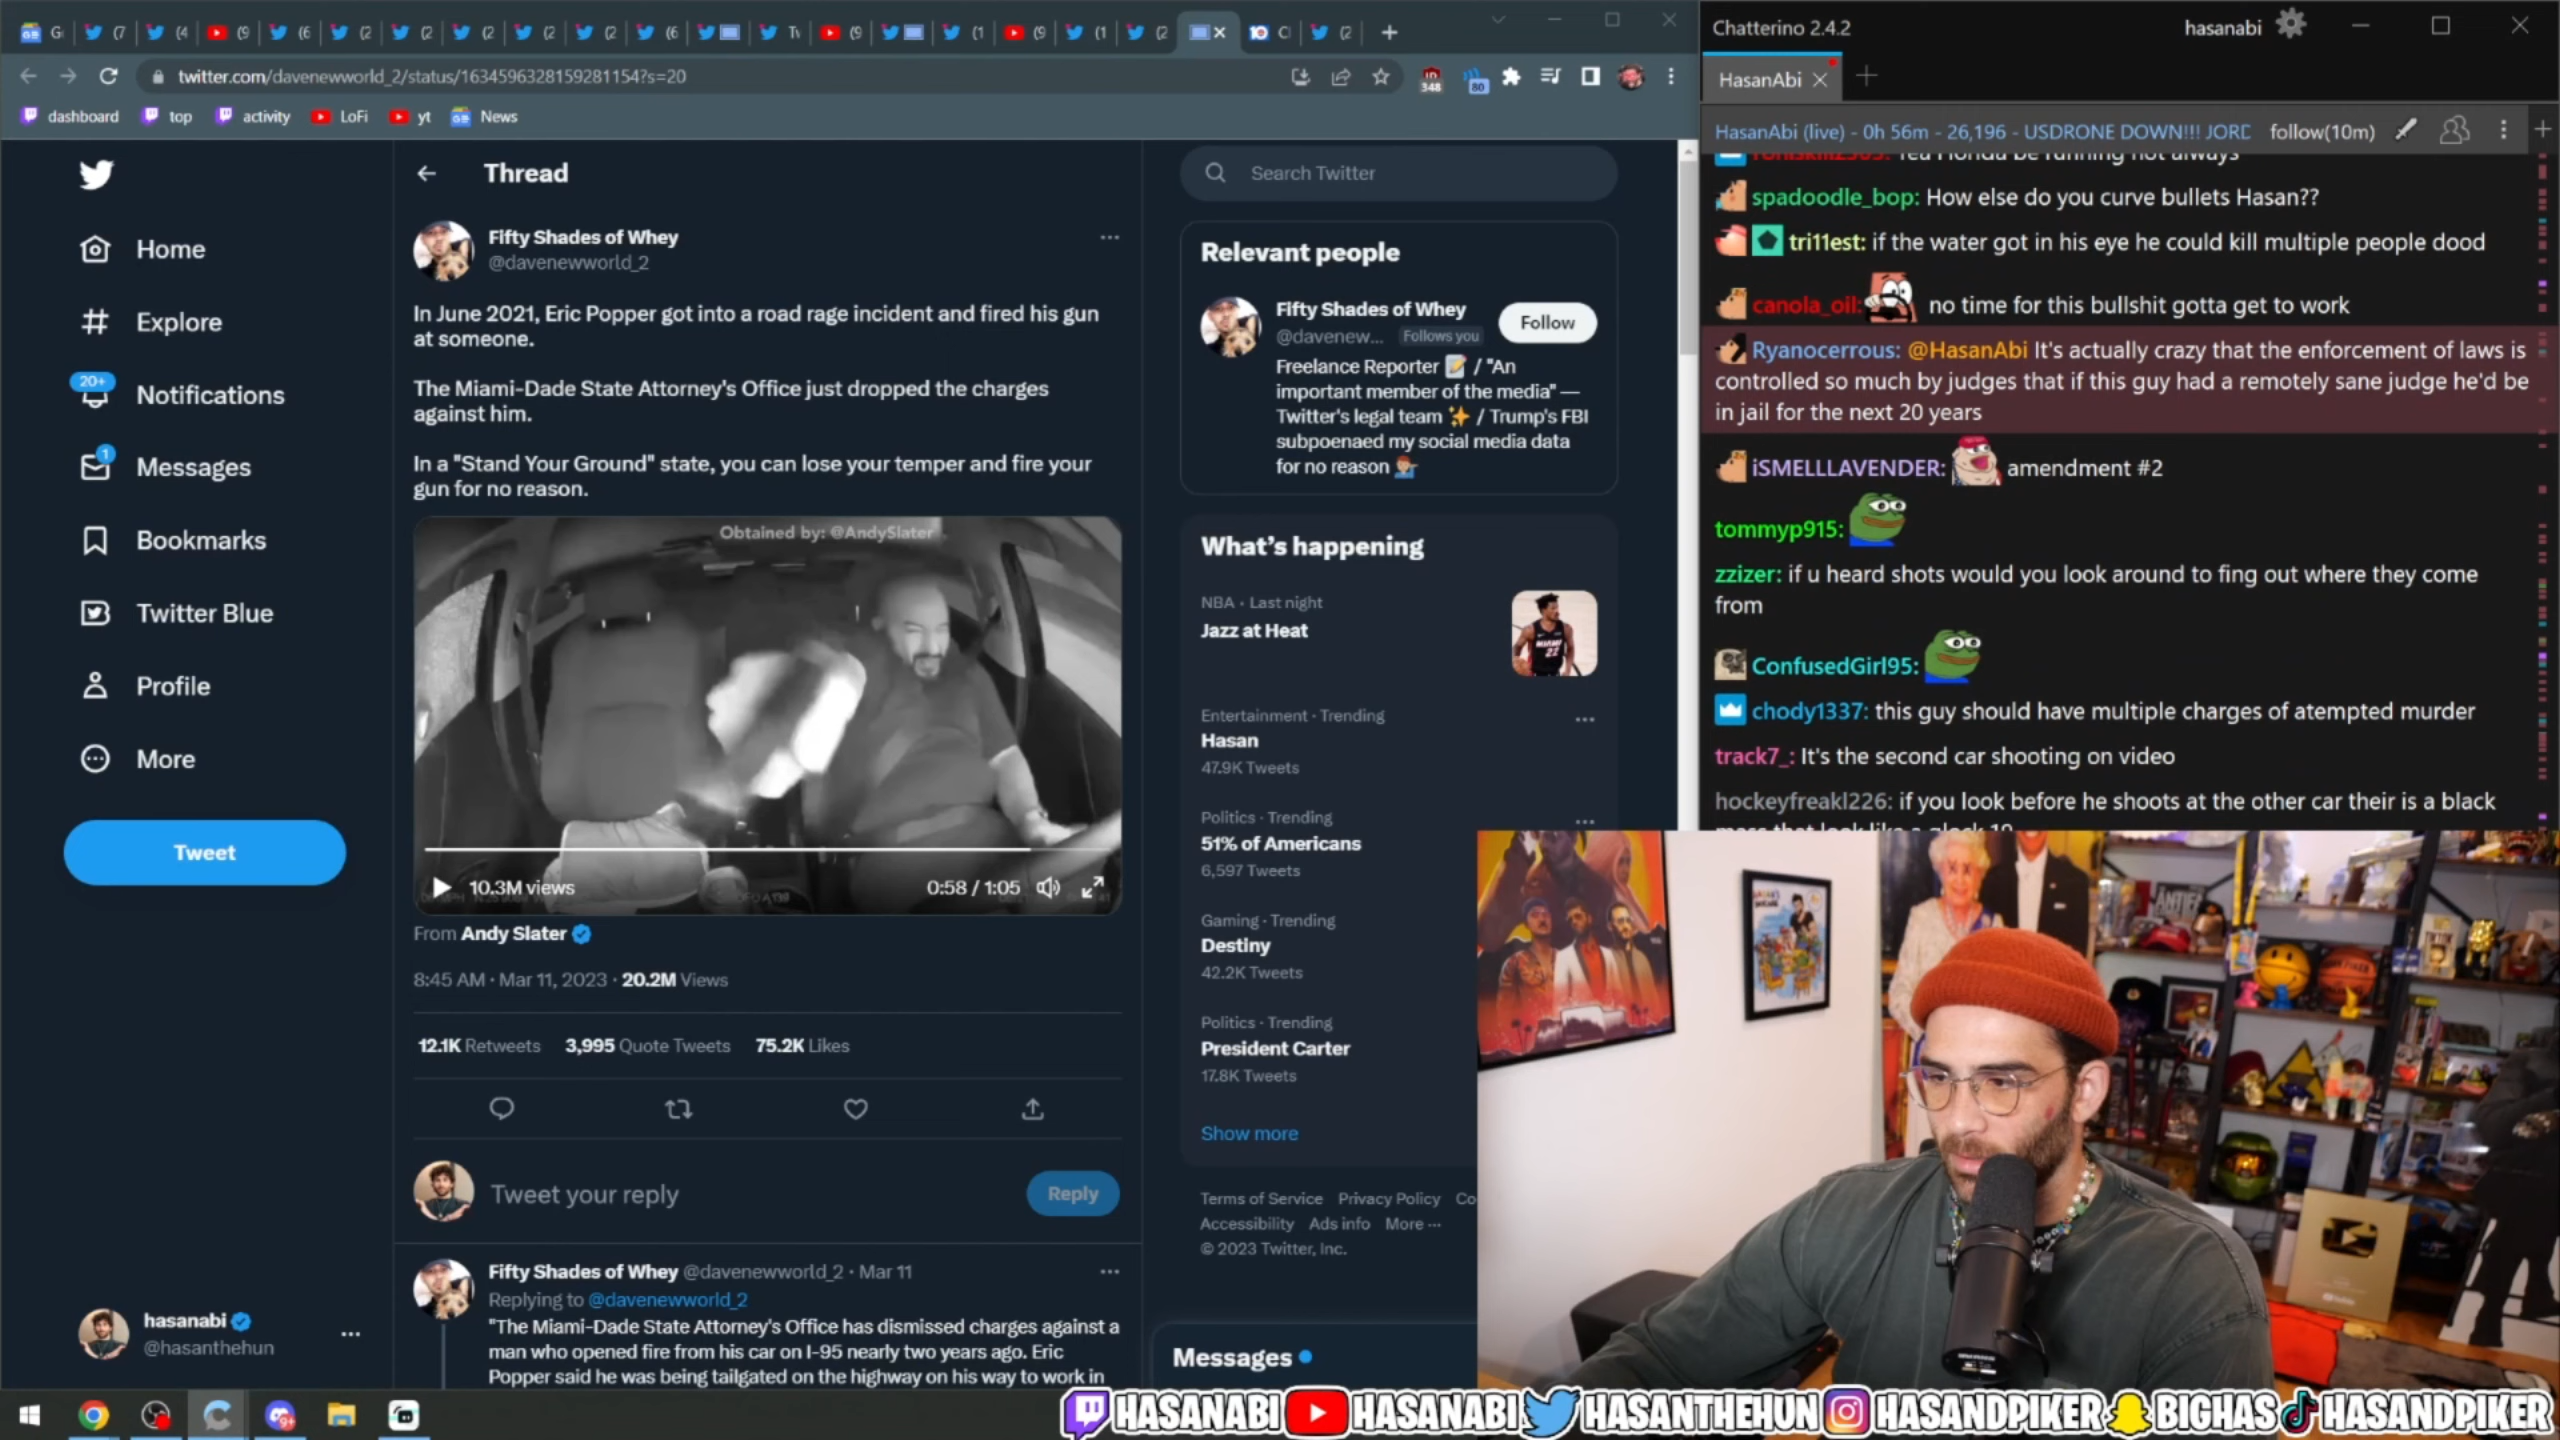 twitter.com/davenewworld_2/status/1634596328159281154?s=20
348
80
dashboard
top
activity
LoFi
yt
News
Thread
Search Twitter
Home
Explore
20+
Notifications
1
Messages
Bookmarks
Twitter Blue
Profile
More
Tweet
hasanabi
@hasanthehun
Fifty Shades of Whey
@davenewworld_2
In June 2021, Eric Popper got into a road rage incident and fired his gun
at someone.
The Miami-Dade State Attorney's Office just dropped the charges
against him.
In a "Stand Your Ground" state, you can lose your temper and fire your
gun for no reason.
Obtained by: @AndySlater
10.3M views
0:58 / 1:05
From Andy Slater
8:45 AM · Mar 11, 2023 · 20.2M Views
12.1K Retweets 3,995 Quote Tweets 75.2K Likes
Tweet your reply
Reply
Fifty Shades of Whey @davenewworld_2 · Mar 11
Replying to @davenewworld_2
"The Miami-Dade State Attorney's Office has dismissed charges against a
man who opened fire from his car on I-95 nearly two years ago. Eric
Popper said he was being tailgated on the highway on his way to work in
Relevant people
Fifty Shades of Whey
@davenew... Follows you
Follow
Freelance Reporter / "An
important member of the media" —
Twitter's legal team / Trump's FBI
subpoenaed my social media data
for no reason
What's happening
NBA · Last night
Jazz at Heat
Entertainment · Trending
Hasan
47.9K Tweets
Politics · Trending
51% of Americans
6,597 Tweets
Gaming · Trending
Destiny
42.2K Tweets
Politics · Trending
President Carter
17.8K Tweets
Show more
Terms of Service Privacy Policy Co
Accessibility Ads info More ···
© 2023 Twitter, Inc.
Messages
Chatterino 2.4.2
hasanabi
HasanAbi
HasanAbi (live) - 0h 56m - 26,196 - USDRONE DOWN!!! JORD
follow(10m)
spadoodle_bop: How else do you curve bullets Hasan??
tri11est: if the water got in his eye he could kill multiple people dood
canola_oil: no time for this bullshit gotta get to work
Ryanocerrous: @HasanAbi It's actually crazy that the enforcement of laws is
controlled so much by judges that if this guy had a remotely sane judge he'd be
in jail for the next 20 years
iSMELLLAVENDER: amendment #2
tommyp915:
zzizer: if u heard shots would you look around to fing out where they come
from
ConfusedGirl95:
chody1337: this guy should have multiple charges of atempted murder
track7_: It's the second car shooting on video
hockeyfreakl226: if you look before he shoots at the other car their is a black
HASANABI HASANABI HASANTHEHUN HASANDPIKER BIGHAS HASANDPIKER